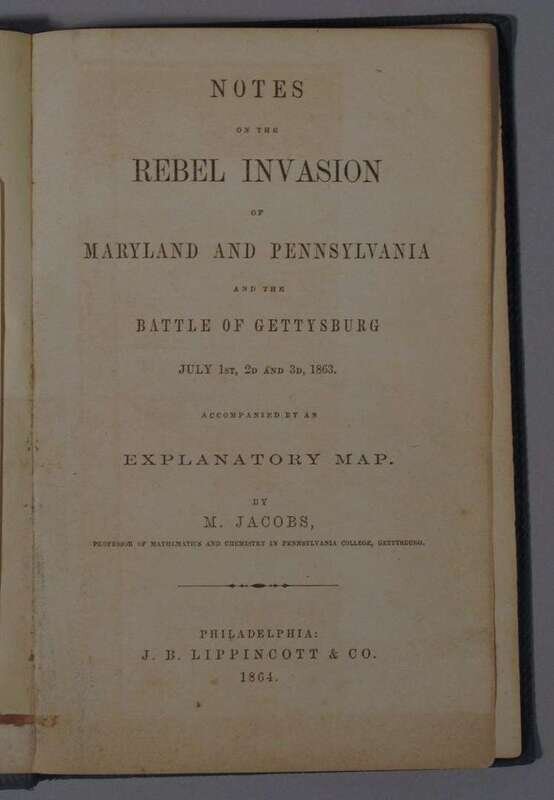 NOTES
ON THE
REBEL INVASION
OF
MARYLAND AND PENNSYLVANIA
AND THE
BATTLE OF GETTYSBURG
JULY 1ST, 2D AND 3D, 1863.
ACCOMPANIED BY AN
EXPLANATORY MAP.
BY
M. JACOBS,
PROFESSOR OF MATHEMATICS AND CHEMISTRY IN PENNSYLVANIA COLLEGE, GETTYSBURG.
PHILADELPHIA:
J. B. LIPPINCOTT & CO.
1864.